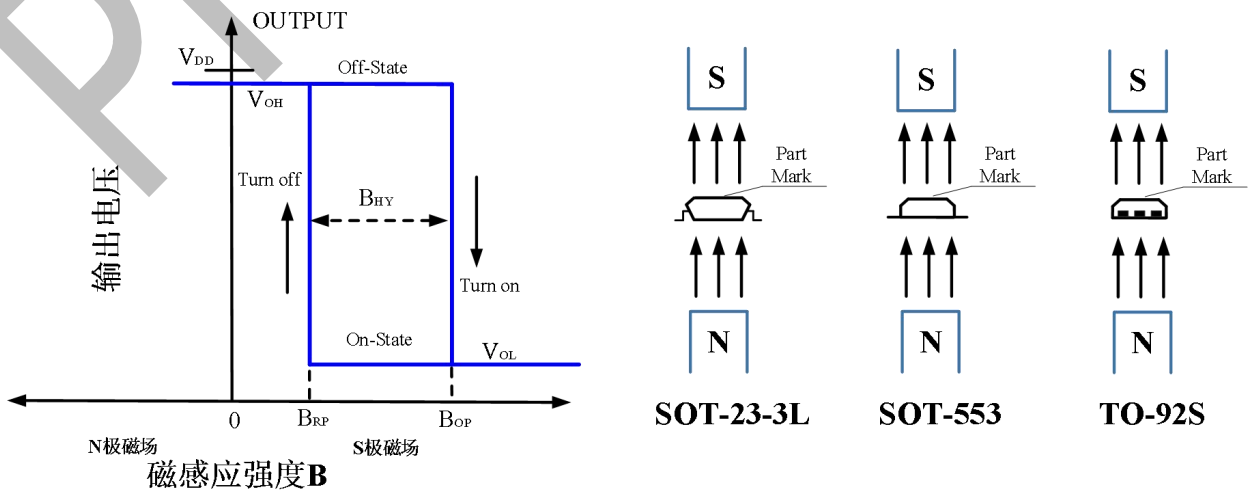 OUTPUT
VDD
Off-State
VOH
Turn off
BHY
Turn on
On-State
VOL
输出电压
0
BRP
BOP
N极磁场
S极磁场
磁感应强度B
S
Part
Mark
N
SOT-23-3L
S
Part
Mark
N
SOT-553
S
Part
Mark
N
TO-92S